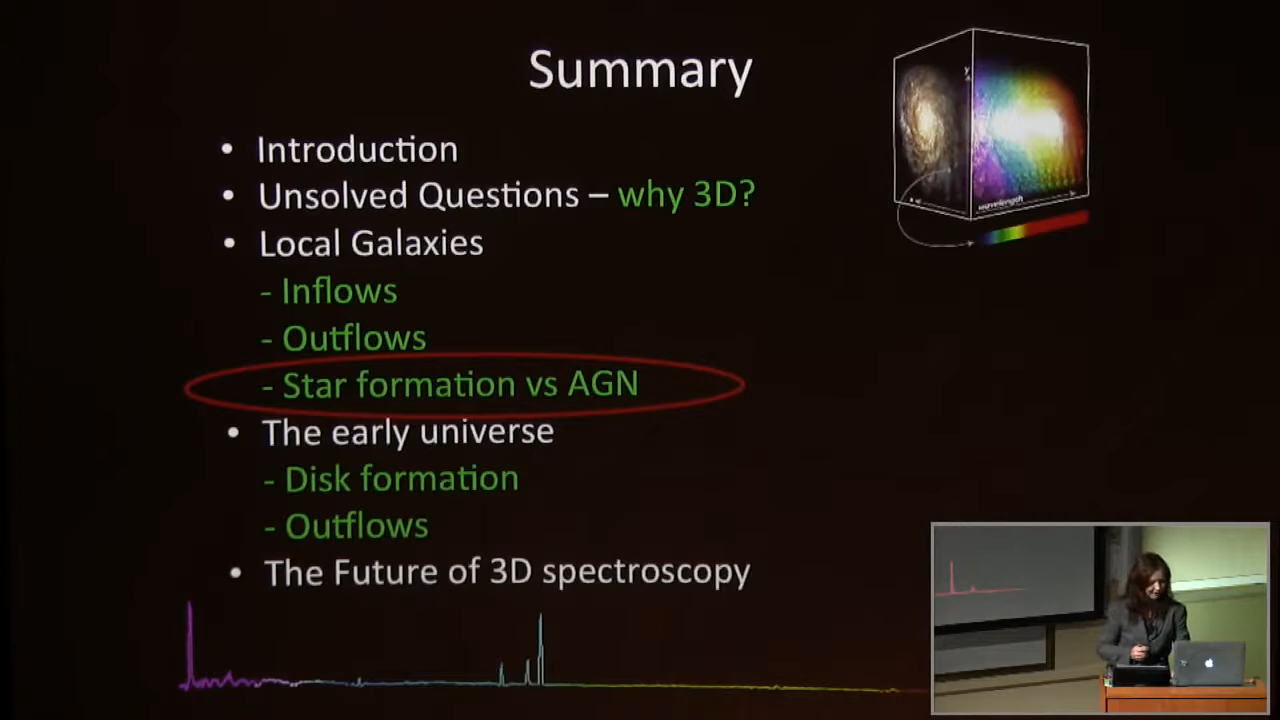 Summary
• Introduction
• Unsolved Questions – why 3D?
• Local Galaxies
- Inflows
- Outflows
- Star formation vs AGN
• The early universe
- Disk formation
- Outflows
• The Future of 3D spectroscopy
wavelength